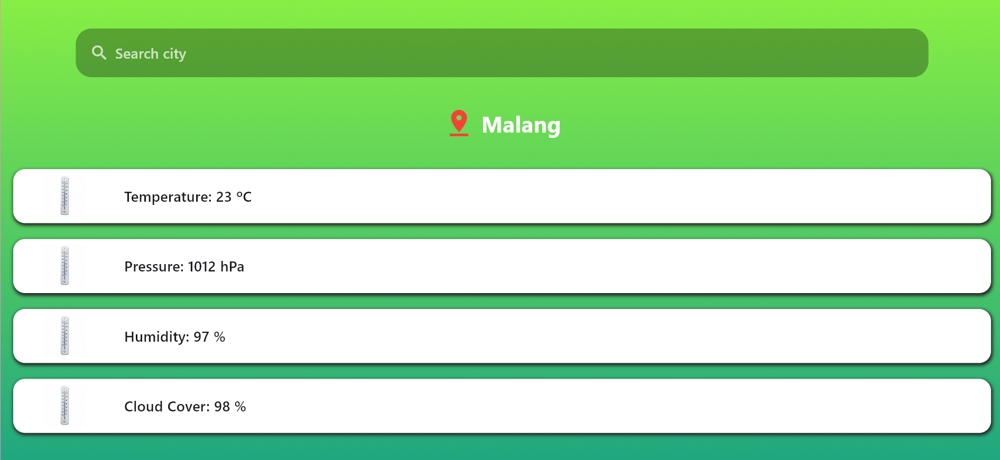 Search city
Malang
Temperature: 23 °C
Pressure: 1012 hPa
Humidity: 97 %
Cloud Cover: 98 %